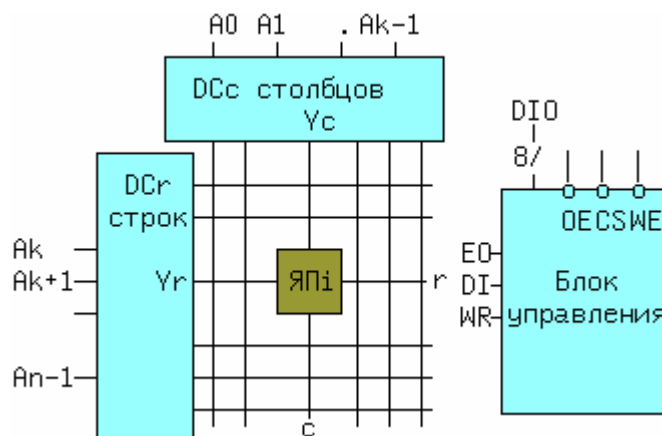 A0 A1 . Ak-1
DCc столбцов
Yc
DIO
8/
DCr
строк
OECSWE
Ak
EO
Ak+1
Yr
ЯПi
r
DI
Блок
WR
управления
An-1
c